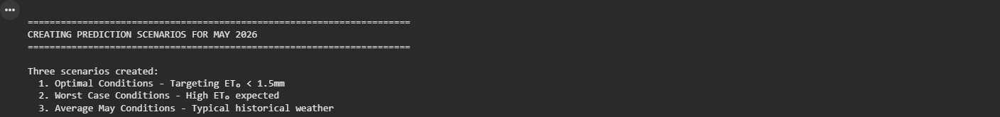 ======================================================================
CREATING PREDICTION SCENARIOS FOR MAY 2026
======================================================================
Three scenarios created:
1. Optimal Conditions - Targeting ET₀ < 1.5mm
2. Worst Case Conditions - High ET₀ expected
3. Average May Conditions - Typical historical weather